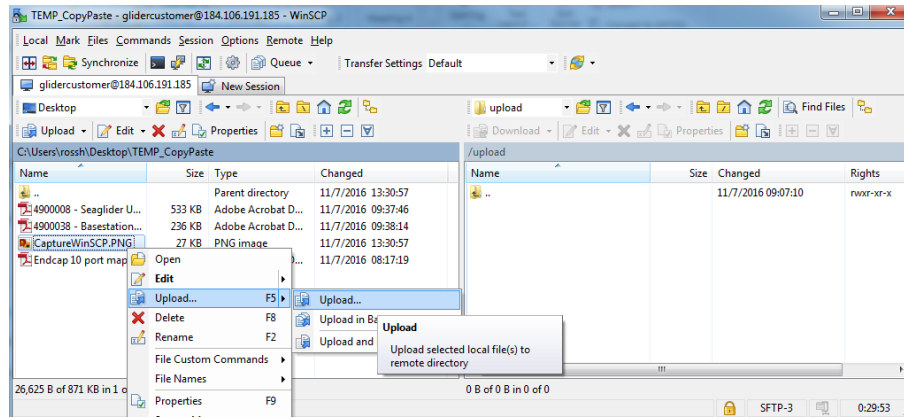 TEMP_CopyPaste - glidercustomer@184.106.191.185 - WinSCP
Local Mark Files Commands Session Options Remote Help
Synchronize Queue Transfer Settings Default
glidercustomer@184.106.191.185 New Session
Desktop upload Find Files
Upload Edit Properties Download Edit Properties
C:\Users\rossh\Desktop\TEMP_CopyPaste /upload
Name Size Type Changed Name Size Changed Rights
.. Parent directory 11/7/2016 13:30:57 .. 11/7/2016 09:07:10 rwxr-xr-x
4900008 - Seaglider U... 533 KB Adobe Acrobat D... 11/7/2016 09:37:46
4900038 - Basestation... 236 KB Adobe Acrobat D... 11/7/2016 09:38:14
CaptureWinSCP.PNG 27 KB PNG image 11/7/2016 13:30:57
Endcap 10 port map 11/7/2016 08:17:19
Open
Edit
Upload... F5 Upload...
Delete F8 Upload in Ba
Rename F2 Upload and
Upload
Upload selected local file(s) to
remote directory
File Custom Commands
File Names
Properties F9
26,625 B of 871 KB in 1 o 0 B of 0 B in 0 of 0
SFTP-3 0:29:53